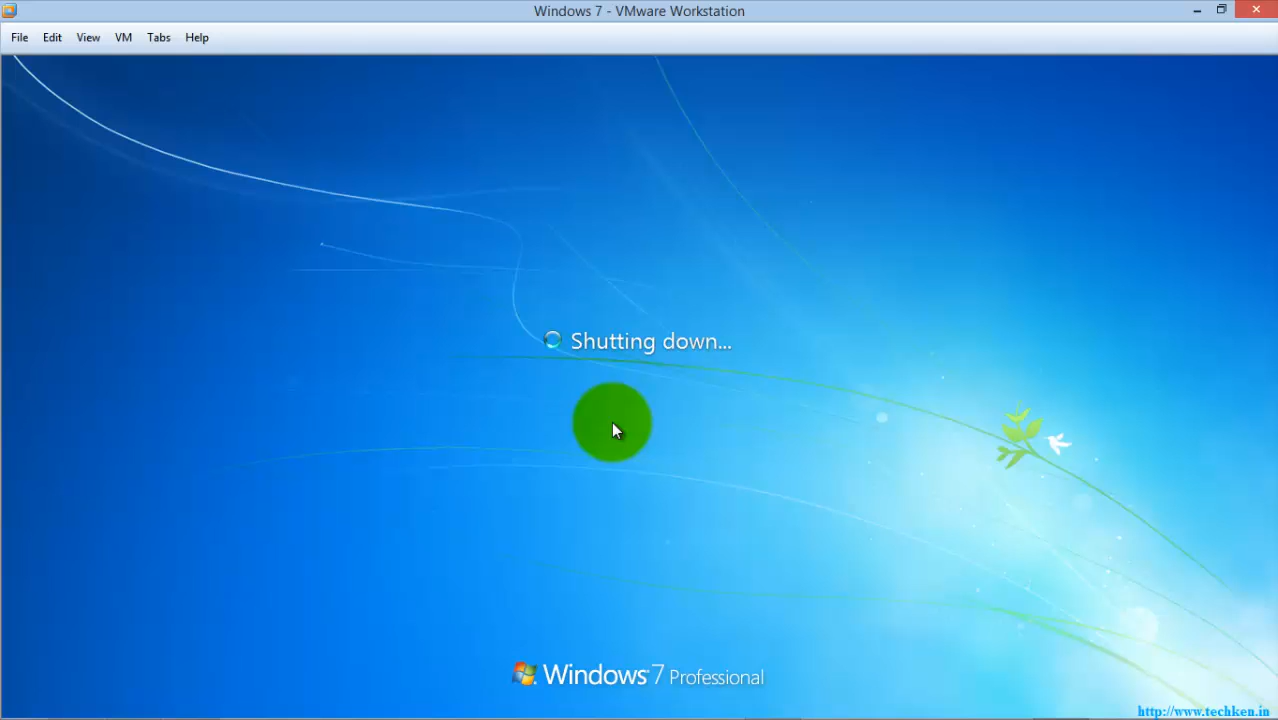 Windows 7 - VMware Workstation
File Edit View VM Tabs Help
Shutting down...
Windows 7 Professional
http://www.techken.in